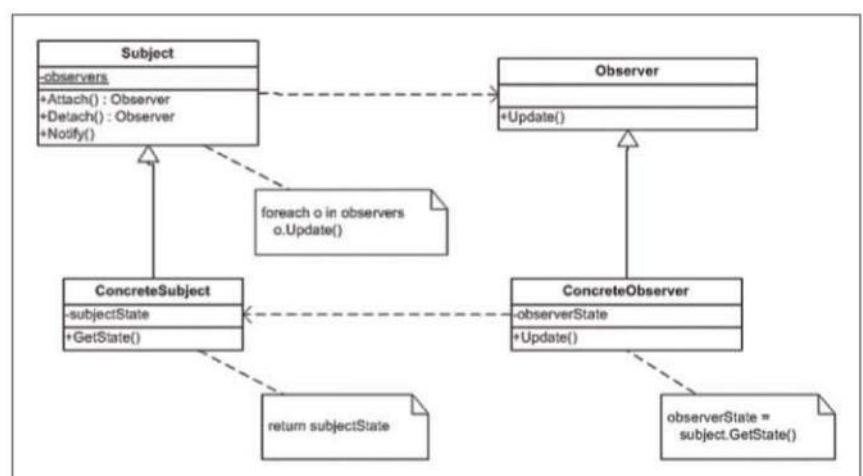 Subject
-observers
+Attach() : Observer
+Detach() : Observer
+Notify()
Observer
+Update()
foreach o in observers
o.Update()
ConcreteSubject
-subjectState
+GetState()
ConcreteObserver
-observerState
+Update()
return subjectState
observerState =
subject.GetState()